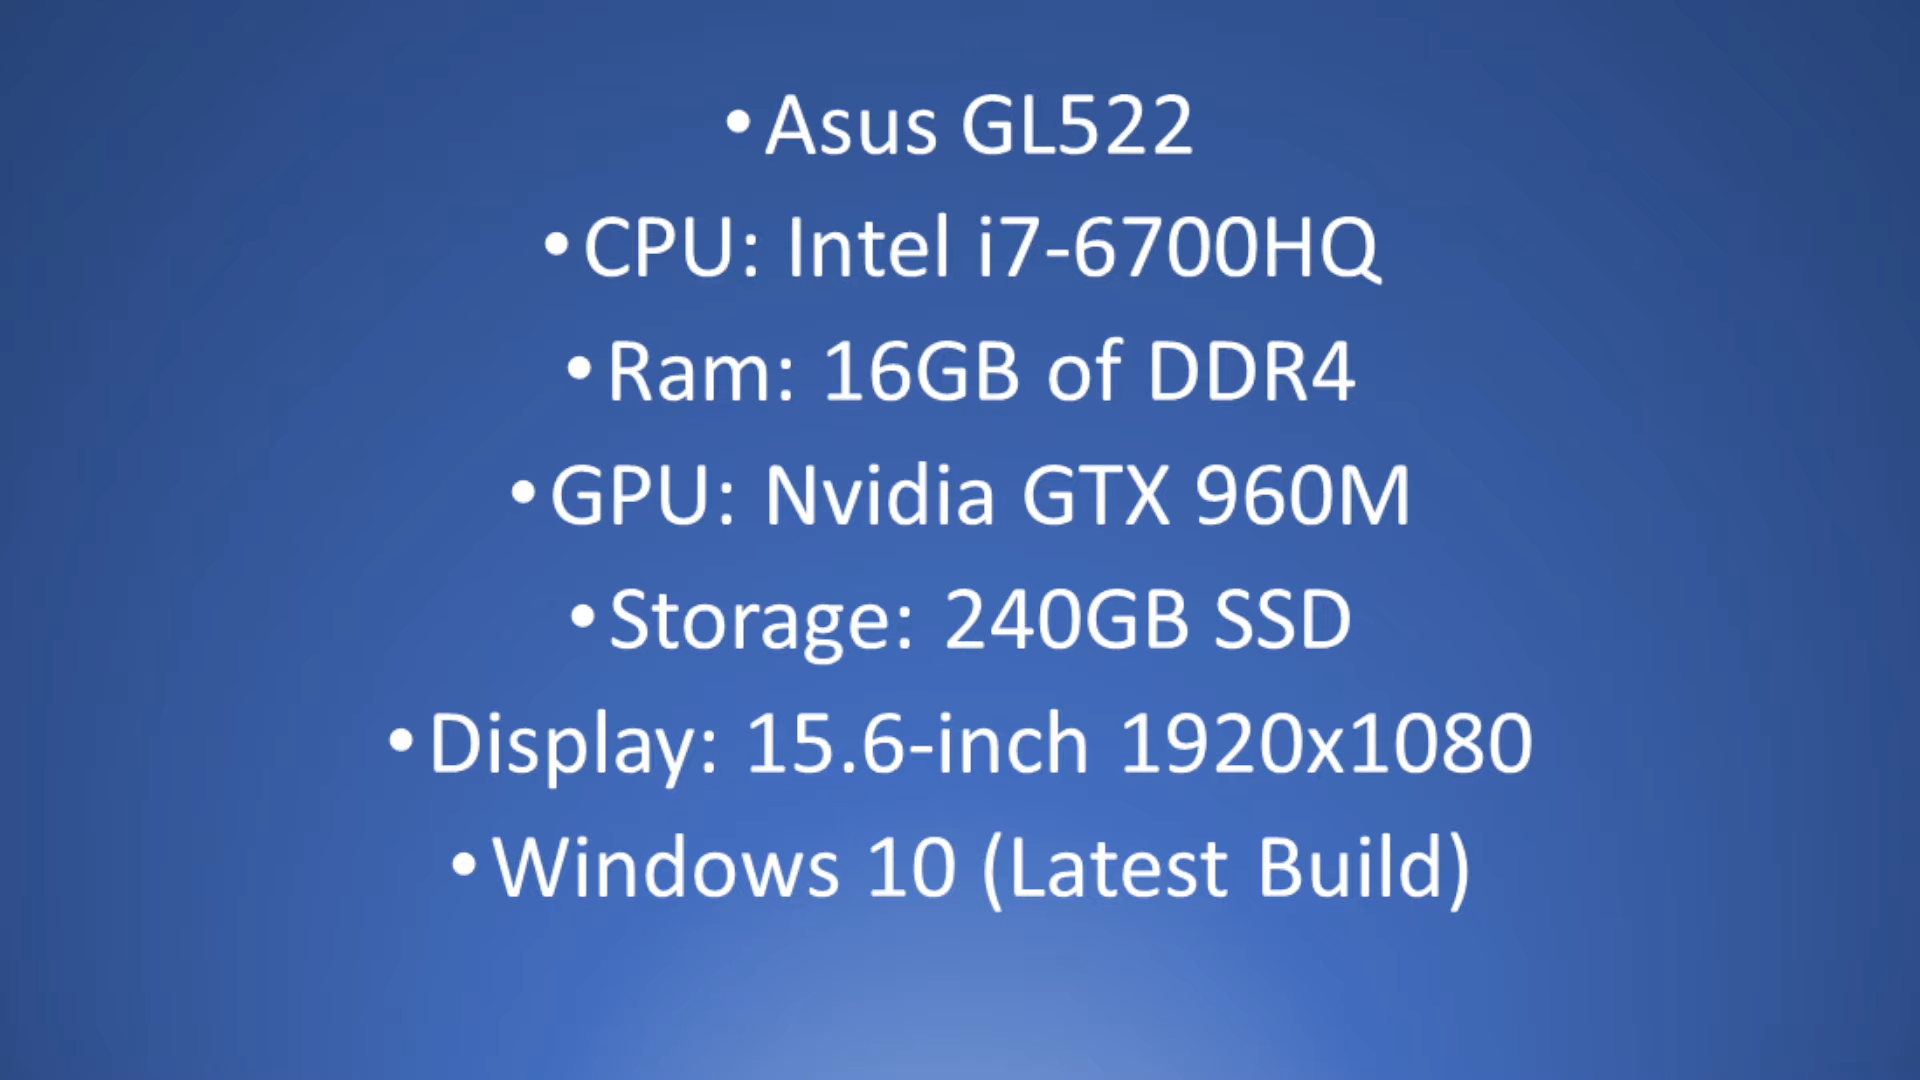 •Asus GL522
•CPU: Intel i7-6700HQ
•Ram: 16GB of DDR4
•GPU: Nvidia GTX 960M
•Storage: 240GB SSD
•Display: 15.6-inch 1920x1080
•Windows 10 (Latest Build)